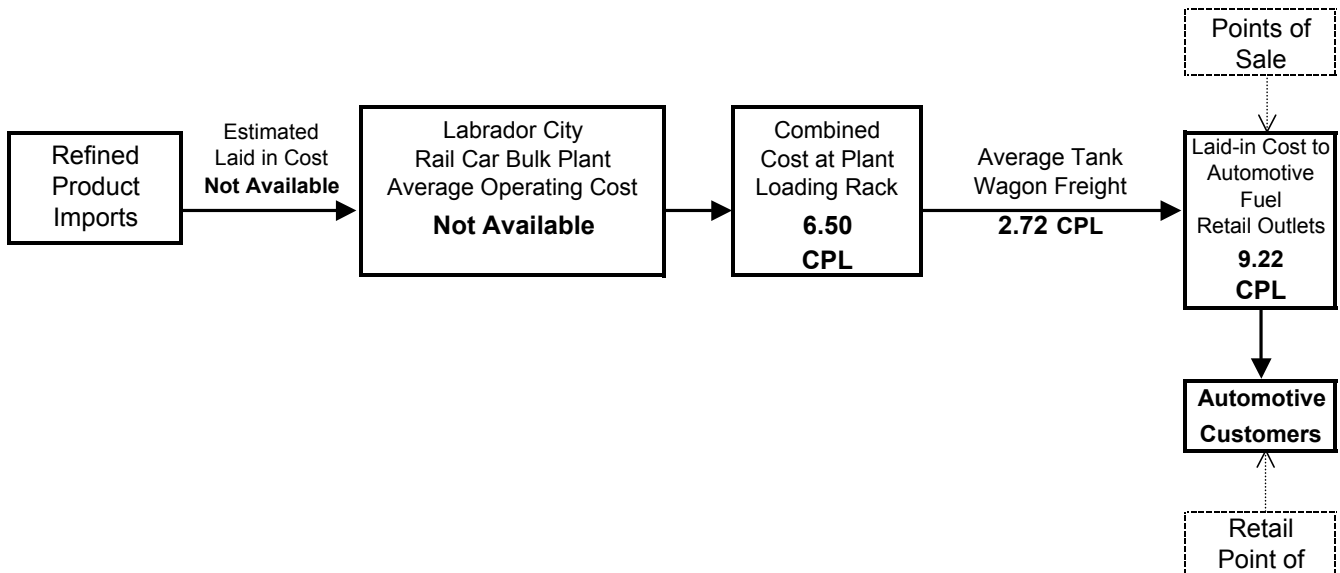 Points of
Sale
Refined
Product
Imports
Estimated
Laid in Cost
Not Available
Labrador City
Rail Car Bulk Plant
Average Operating Cost
Not Available
Combined
Cost at Plant
Loading Rack
6.50
CPL
Average Tank
Wagon Freight
2.72 CPL
Laid-in Cost to
Automotive
Fuel
Retail Outlets
9.22
CPL
Automotive
Customers
Retail
Point of